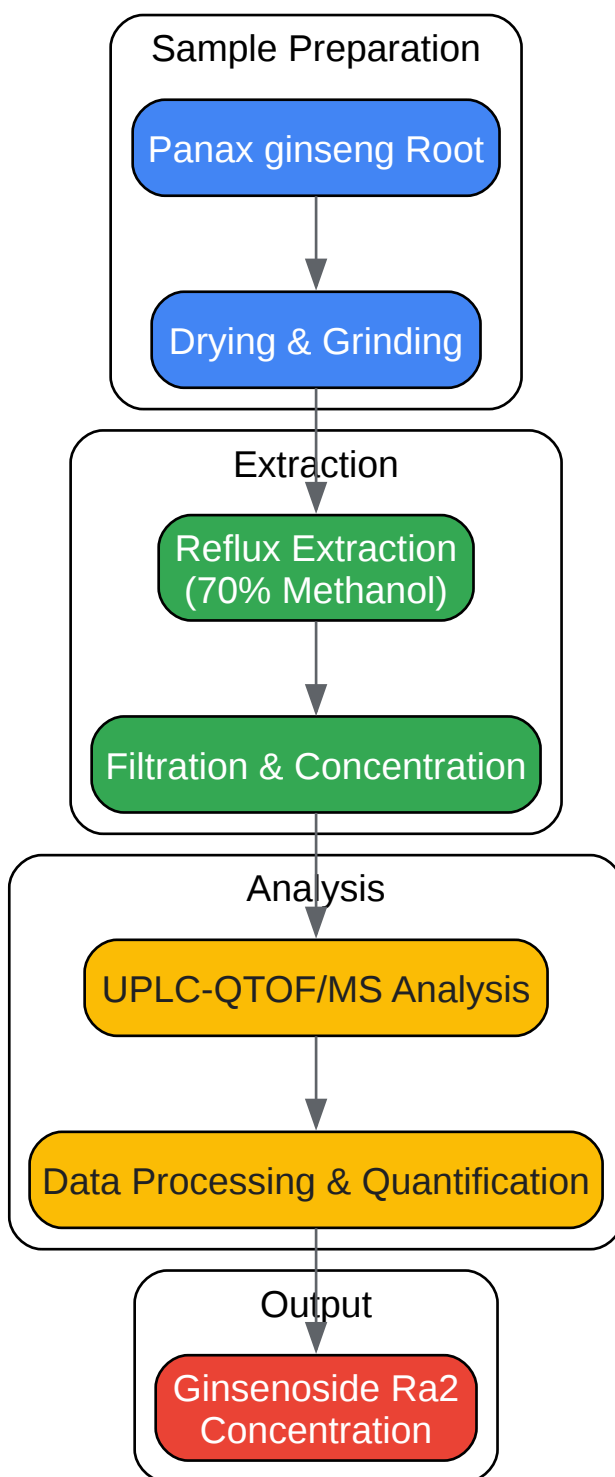 Sample Preparation
Panax ginseng Root
Drying & Grinding
Extraction
Reflux Extraction
(70% Methanol)
Filtration & Concentration
Analysis
UPLC-QTOF/MS Analysis
Data Processing & Quantification
Output
Ginsenoside Ra2
Concentration